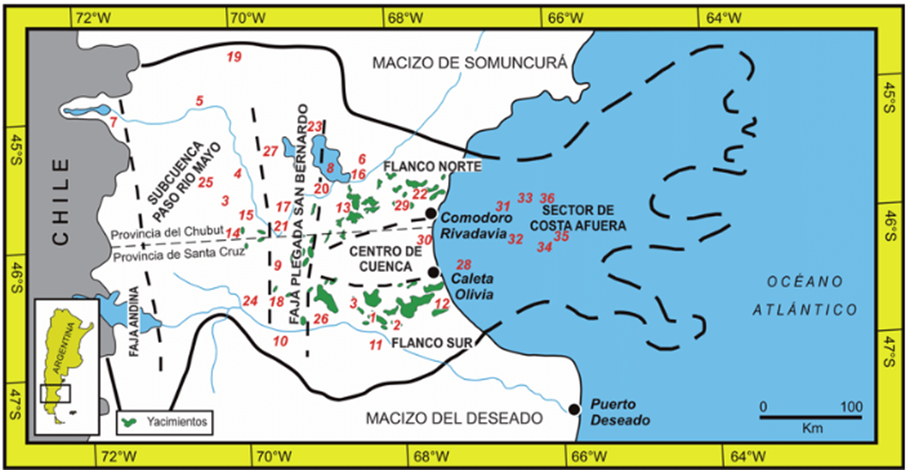 72°W 70°W 68°W 66°W 64°W
19
MACIZO DE SOMUNCURÁ
45°S
45°S
5
7
23
27
6
8
16
FLANCO NORTE
SUBCUENCA
PASO RIO MAYO
4
25
3
15
14
17
21
20
13
29
22
FAJA PLEGADA SAN BERNARDO
31
33
36
SECTOR DE
COSTA AFUERA
32
35
34
46°S
CHILE
Provincia del Chubut
Provincia de Santa Cruz
Comodoro
Rivadavia
30
CENTRO DE
CUENCA
28
Caleta
Olivia
46°S
9
24
18
26
3
1
2
12
10
11
FLANCO SUR
FAJA ANDINA
OCÉANO
ATLÁNTICO
47°S
ARGENTINA
47°S
Yacimientos
MACIZO DEL DESEADO
Puerto
Deseado
0 100
Km
72°W 70°W 68°W 66°W 64°W